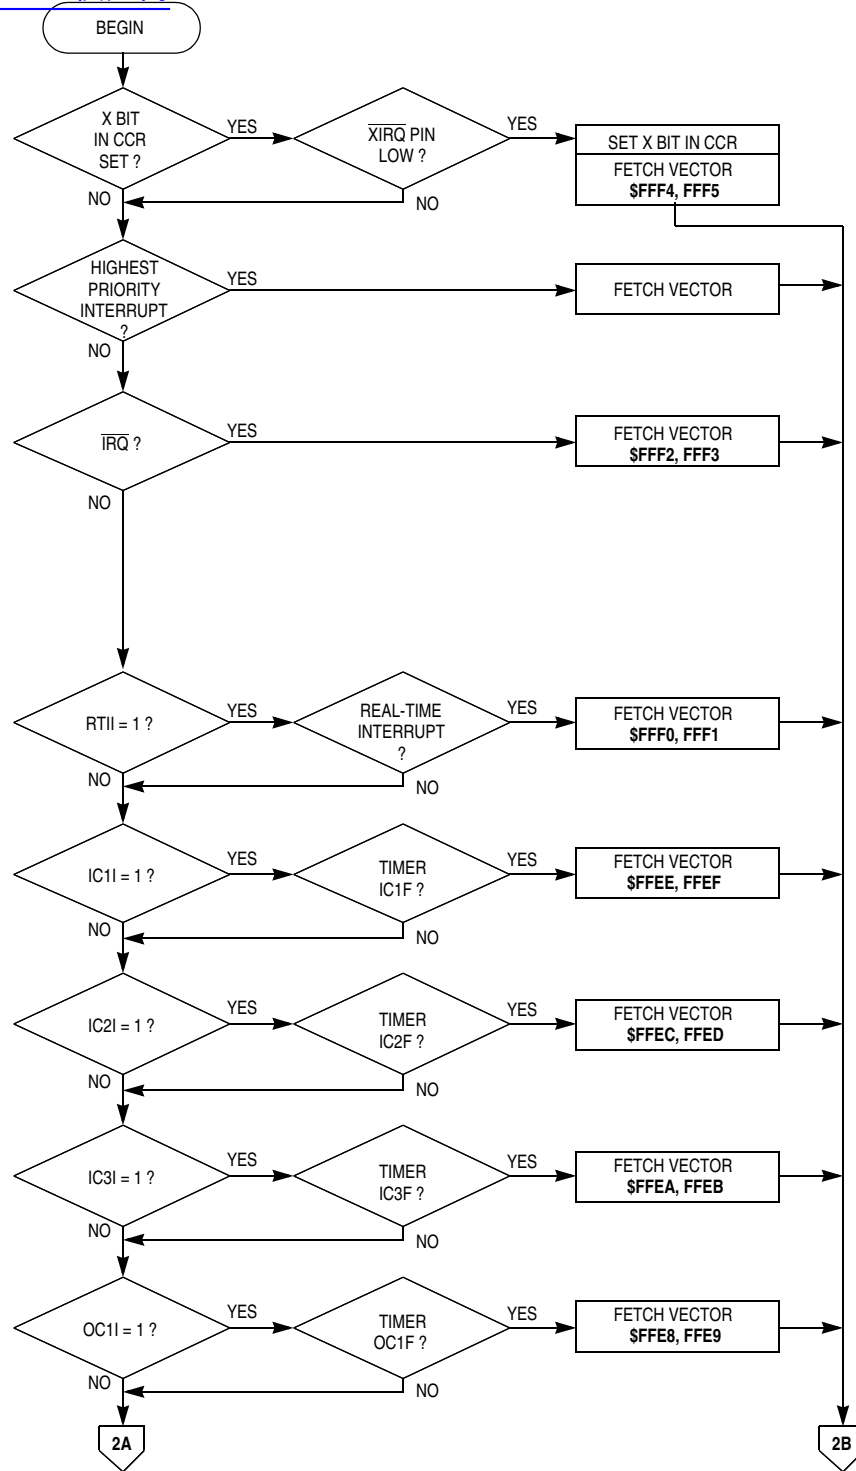 BEGIN
X BIT
IN CCR
SET ?
YES
XIRQ PIN
LOW ?
YES
SET X BIT IN CCR
FETCH VECTOR
$FFF4, FFF5
NO
NO
HIGHEST
PRIORITY
INTERRUPT
?
YES
FETCH VECTOR
NO
IRQ ?
YES
FETCH VECTOR
$FFF2, FFF3
NO
RTII = 1 ?
YES
REAL-TIME
INTERRUPT
?
YES
FETCH VECTOR
$FFF0, FFF1
NO
NO
IC1I = 1 ?
YES
TIMER
IC1F ?
YES
FETCH VECTOR
$FFEE, FFEF
NO
NO
IC2I = 1 ?
YES
TIMER
IC2F ?
YES
FETCH VECTOR
$FFEC, FFED
NO
NO
IC3I = 1 ?
YES
TIMER
IC3F ?
YES
FETCH VECTOR
$FFEA, FFEB
NO
NO
OC1I = 1 ?
YES
TIMER
OC1F ?
YES
FETCH VECTOR
$FFE8, FFE9
NO
NO
2A
2B